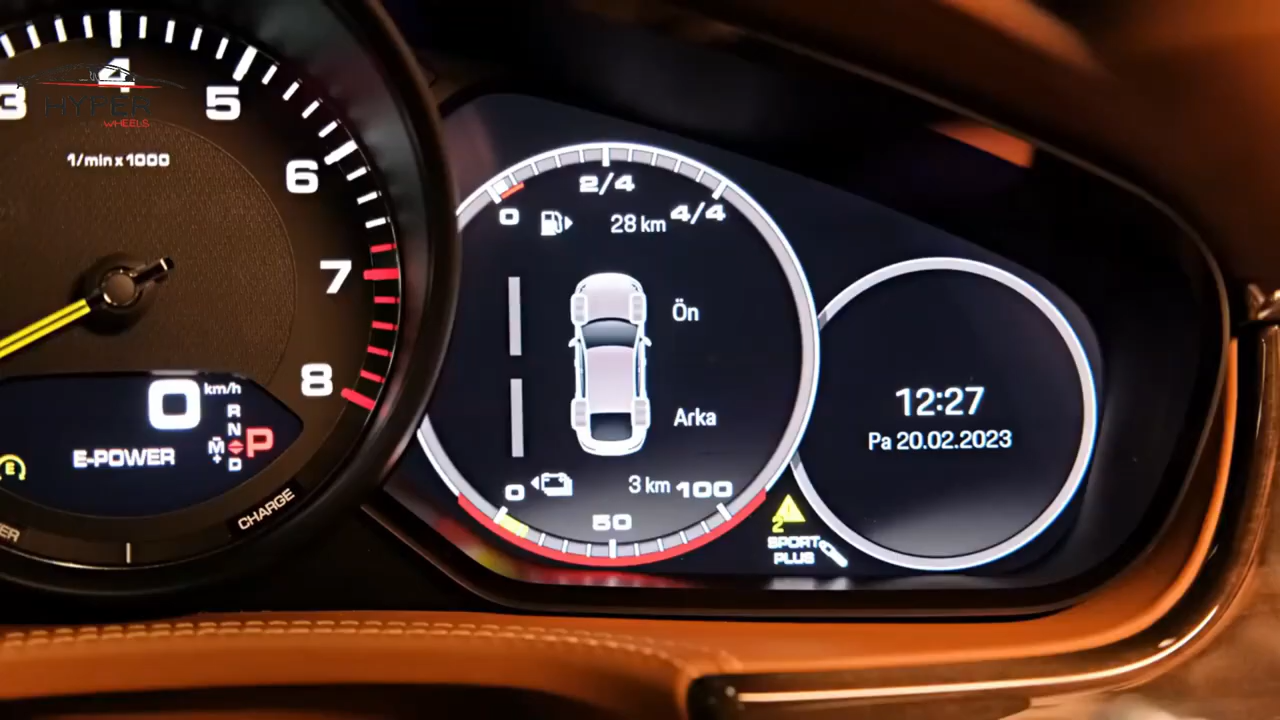 3
4
5
6
7
8
HYPER
WHEELS
1/min x 1000
0 km/h
R
N
M P
+
D
E-POWER
E
CHARGE
2/4
0
4/4
28 km
Ön
Arka
0
3 km
100
50
12:27
Pa 20.02.2023
2
SPORT
PLUS